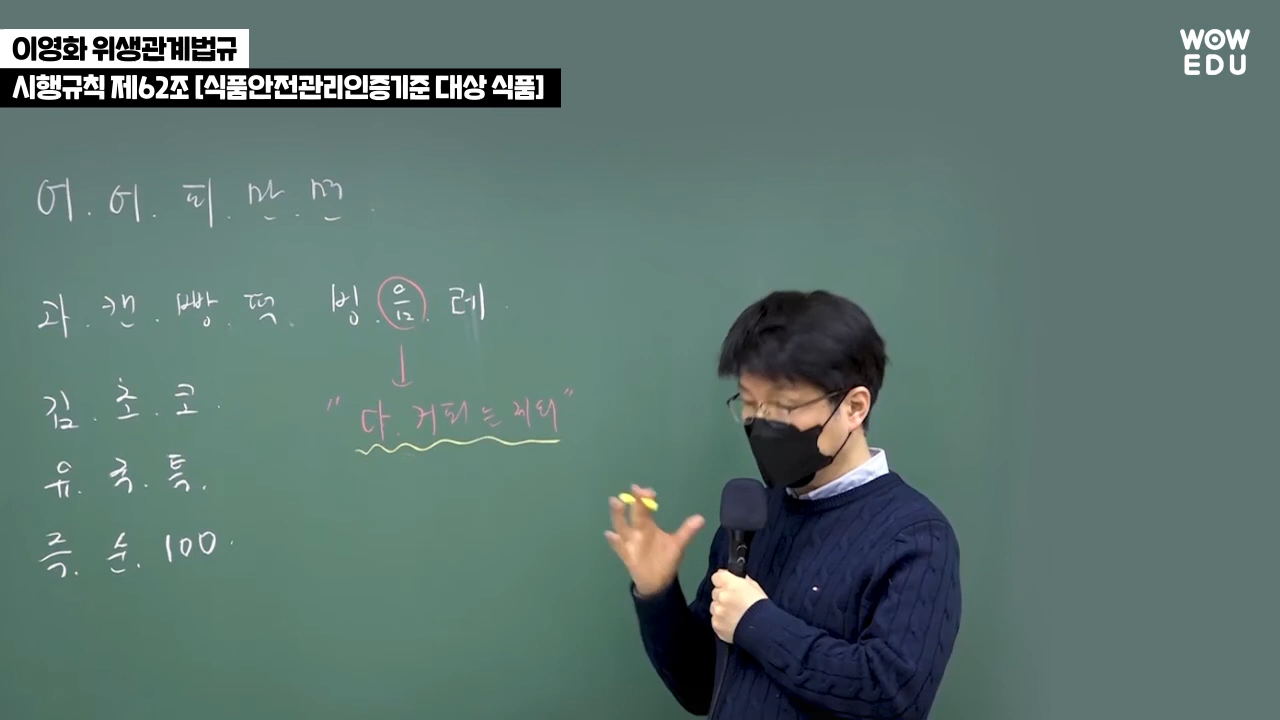 이영화 위생관계법규
시행규칙 제62조 [식품안전관리인증기준 대상 식품]
WOW
EDU
어. 어. 피. 만. 면.
과. 캔. 빵. 떡. 빙. 음. 레.
김. 초. 코.
"다. 커피는 제외"
유. 국. 특.
즉. 순. 100.